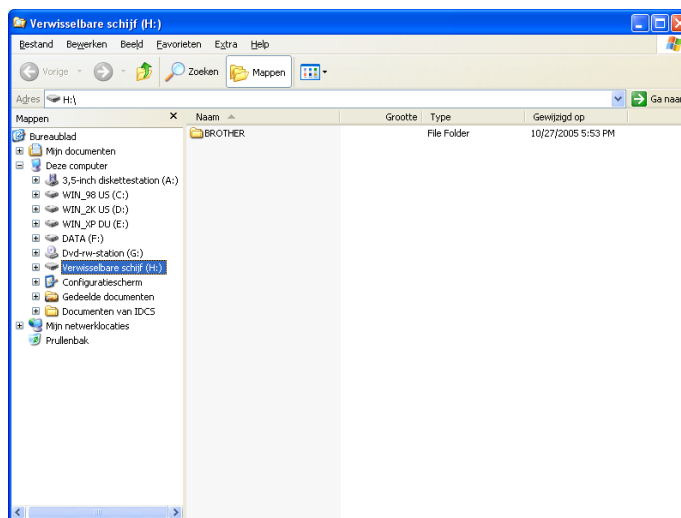 Verwisselbare schijf (H:)
Bestand Bewerken Beeld Favorieten Extra Help
Vorige Zoeken Mappen
Adres H:\ Ga naar
Mappen Naam Grootte Type Gewijzigd op
Bureaublad
Mijn documenten
Deze computer
3,5-inch diskettestation (A:)
WIN_98 US (C:)
WIN_2K US (D:)
WIN_XP DU (E:)
DATA (F:)
Dvd-rw-station (G:)
Verwisselbare schijf (H:)
Configuratiescherm
Gedeelde documenten
Documenten van IDCS
Mijn netwerklocaties
Prullenbak
BROTHER File Folder 10/27/2005 5:53 PM